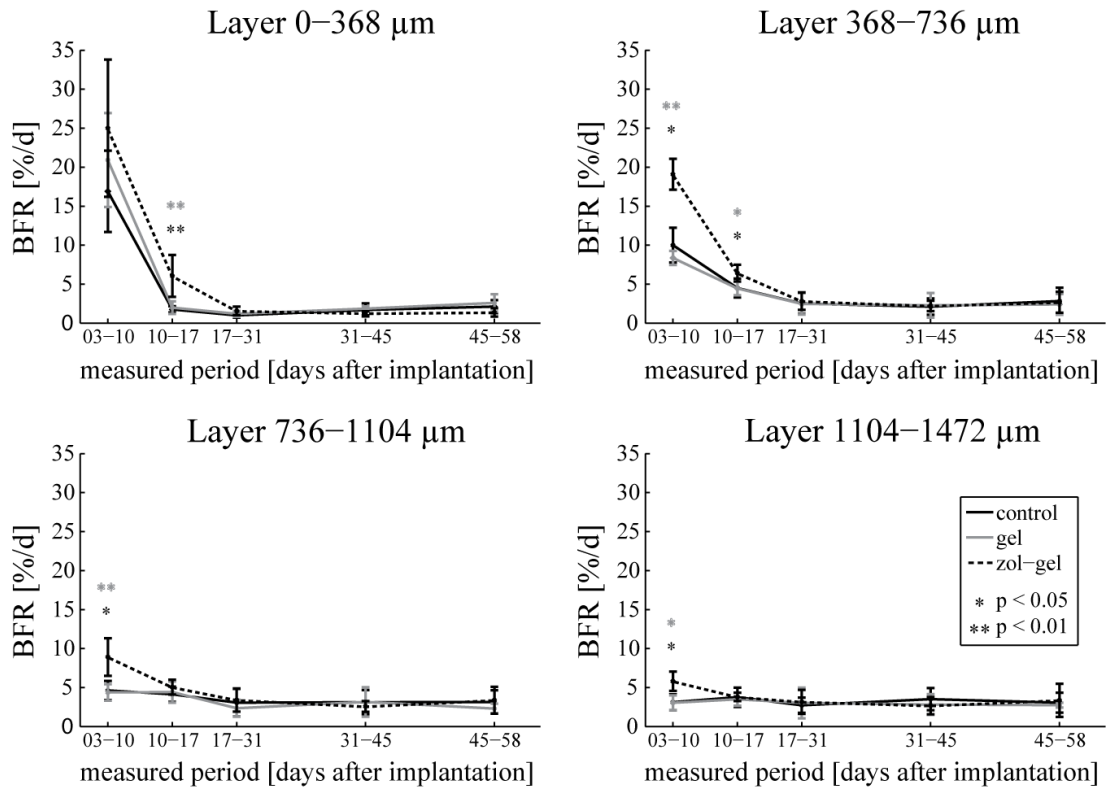 Layer 0−368 µm
35
30
25
20
15
10
5
0
BFR [%/d]
**
**
03−10 10−17 17−31 31−45 45−58
measured period [days after implantation]
Layer 368−736 µm
35
30
25
20
15
10
5
0
BFR [%/d]
**
*
*
*
03−10 10−17 17−31 31−45 45−58
measured period [days after implantation]
Layer 736−1104 µm
35
30
25
20
15
10
5
0
BFR [%/d]
**
*
03−10 10−17 17−31 31−45 45−58
measured period [days after implantation]
Layer 1104−1472 µm
35
30
25
20
15
10
5
0
BFR [%/d]
*
*
control
gel
zol−gel
* p < 0.05
** p < 0.01
03−10 10−17 17−31 31−45 45−58
measured period [days after implantation]